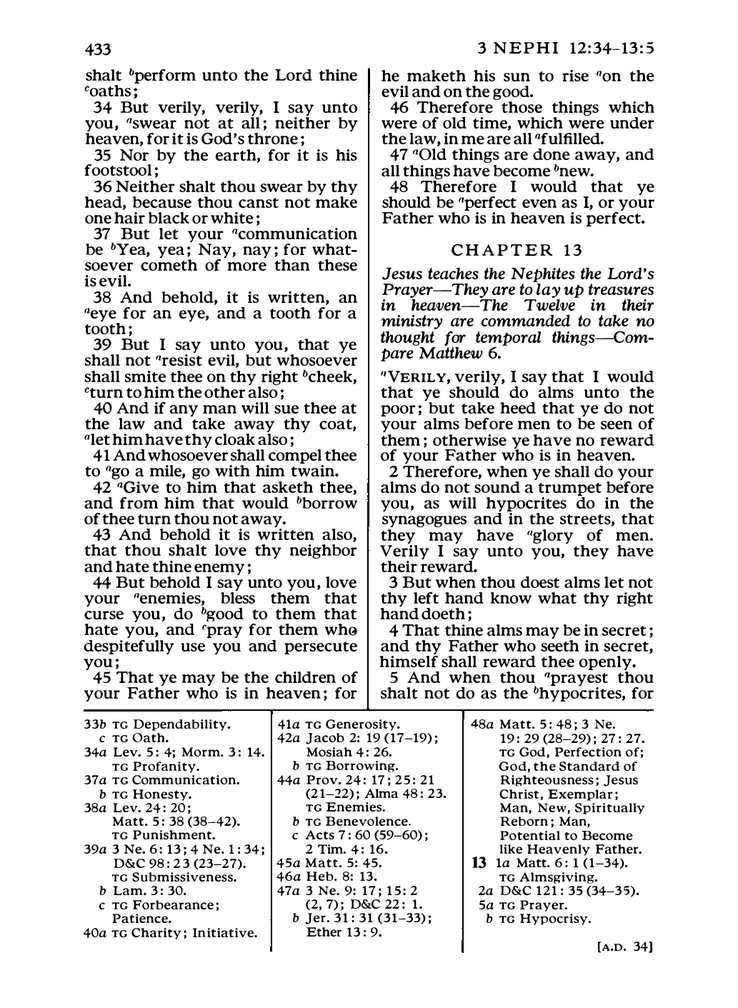 433
3 NEPHI 12:34–13:5
shalt bperform unto the Lord thine
coaths;
34 But verily, verily, I say unto
you, aswear not at all; neither by
heaven, for it is God's throne;
35 Nor by the earth, for it is his
footstool;
36 Neither shalt thou swear by thy
head, because thou canst not make
one hair black or white;
37 But let your acommunication
be bYea, yea; Nay, nay; for what-
soever cometh of more than these
is evil.
38 And behold, it is written, an
aeye for an eye, and a tooth for a
tooth;
39 But I say unto you, that ye
shall not aresist evil, but whosoever
shall smite thee on thy right bcheek,
cturn to him the other also;
40 And if any man will sue thee at
the law and take away thy coat,
alet him have thy cloak also;
41 And whosoever shall compel thee
to ago a mile, go with him twain.
42 aGive to him that asketh thee,
and from him that would bborrow
of thee turn thou not away.
43 And behold it is written also,
that thou shalt love thy neighbor
and hate thine enemy;
44 But behold I say unto you, love
your aenemies, bless them that
curse you, do bgood to them that
hate you, and cpray for them who
despitefully use you and persecute
you;
45 That ye may be the children of
your Father who is in heaven; for
he maketh his sun to rise aon the
evil and on the good.
46 Therefore those things which
were of old time, which were under
the law, in me are all afulfilled.
47 aOld things are done away, and
all things have become bnew.
48 Therefore I would that ye
should be aperfect even as I, or your
Father who is in heaven is perfect.
CHAPTER 13
Jesus teaches the Nephites the Lord's
Prayer—They are to lay up treasures
in heaven—The Twelve in their
ministry are commanded to take no
thought for temporal things—Com-
pare Matthew 6.
aVERILY, verily, I say that I would
that ye should do alms unto the
poor; but take heed that ye do not
your alms before men to be seen of
them; otherwise ye have no reward
of your Father who is in heaven.
2 Therefore, when ye shall do your
alms do not sound a trumpet before
you, as will hypocrites do in the
synagogues and in the streets, that
they may have aglory of men.
Verily I say unto you, they have
their reward.
3 But when thou doest alms let not
thy left hand know what thy right
hand doeth;
4 That thine alms may be in secret;
and thy Father who seeth in secret,
himself shall reward thee openly.
5 And when thou aprayest thou
shalt not do as the bhypocrites, for
33b TG Dependability.
c TG Oath.
34a Lev. 5: 4; Morm. 3: 14.
TG Profanity.
37a TG Communication.
b TG Honesty.
38a Lev. 24: 20;
Matt. 5: 38 (38–42).
TG Punishment.
39a 3 Ne. 6: 13; 4 Ne. 1: 34;
D&C 98: 23 (23–27).
TG Submissiveness.
b Lam. 3: 30.
c TG Forbearance;
Patience.
40a TG Charity; Initiative.
41a TG Generosity.
42a Jacob 2: 19 (17–19);
Mosiah 4: 26.
b TG Borrowing.
44a Prov. 24: 17; 25: 21
(21–22); Alma 48: 23.
TG Enemies.
b TG Benevolence.
c Acts 7: 60 (59–60);
2 Tim. 4: 16.
45a Matt. 5: 45.
46a Heb. 8: 13.
47a 3 Ne. 9: 17; 15: 2
(2, 7); D&C 22: 1.
b Jer. 31: 31 (31–33);
Ether 13: 9.
48a Matt. 5: 48; 3 Ne.
19: 29 (28–29); 27: 27.
TG God, Perfection of;
God, the Standard of
Righteousness; Jesus
Christ, Exemplar;
Man, New, Spiritually
Reborn; Man,
Potential to Become
like Heavenly Father.
13 1a Matt. 6: 1 (1–34).
TG Almsgiving.
2a D&C 121: 35 (34–35).
5a TG Prayer.
b TG Hypocrisy.
[A.D. 34]